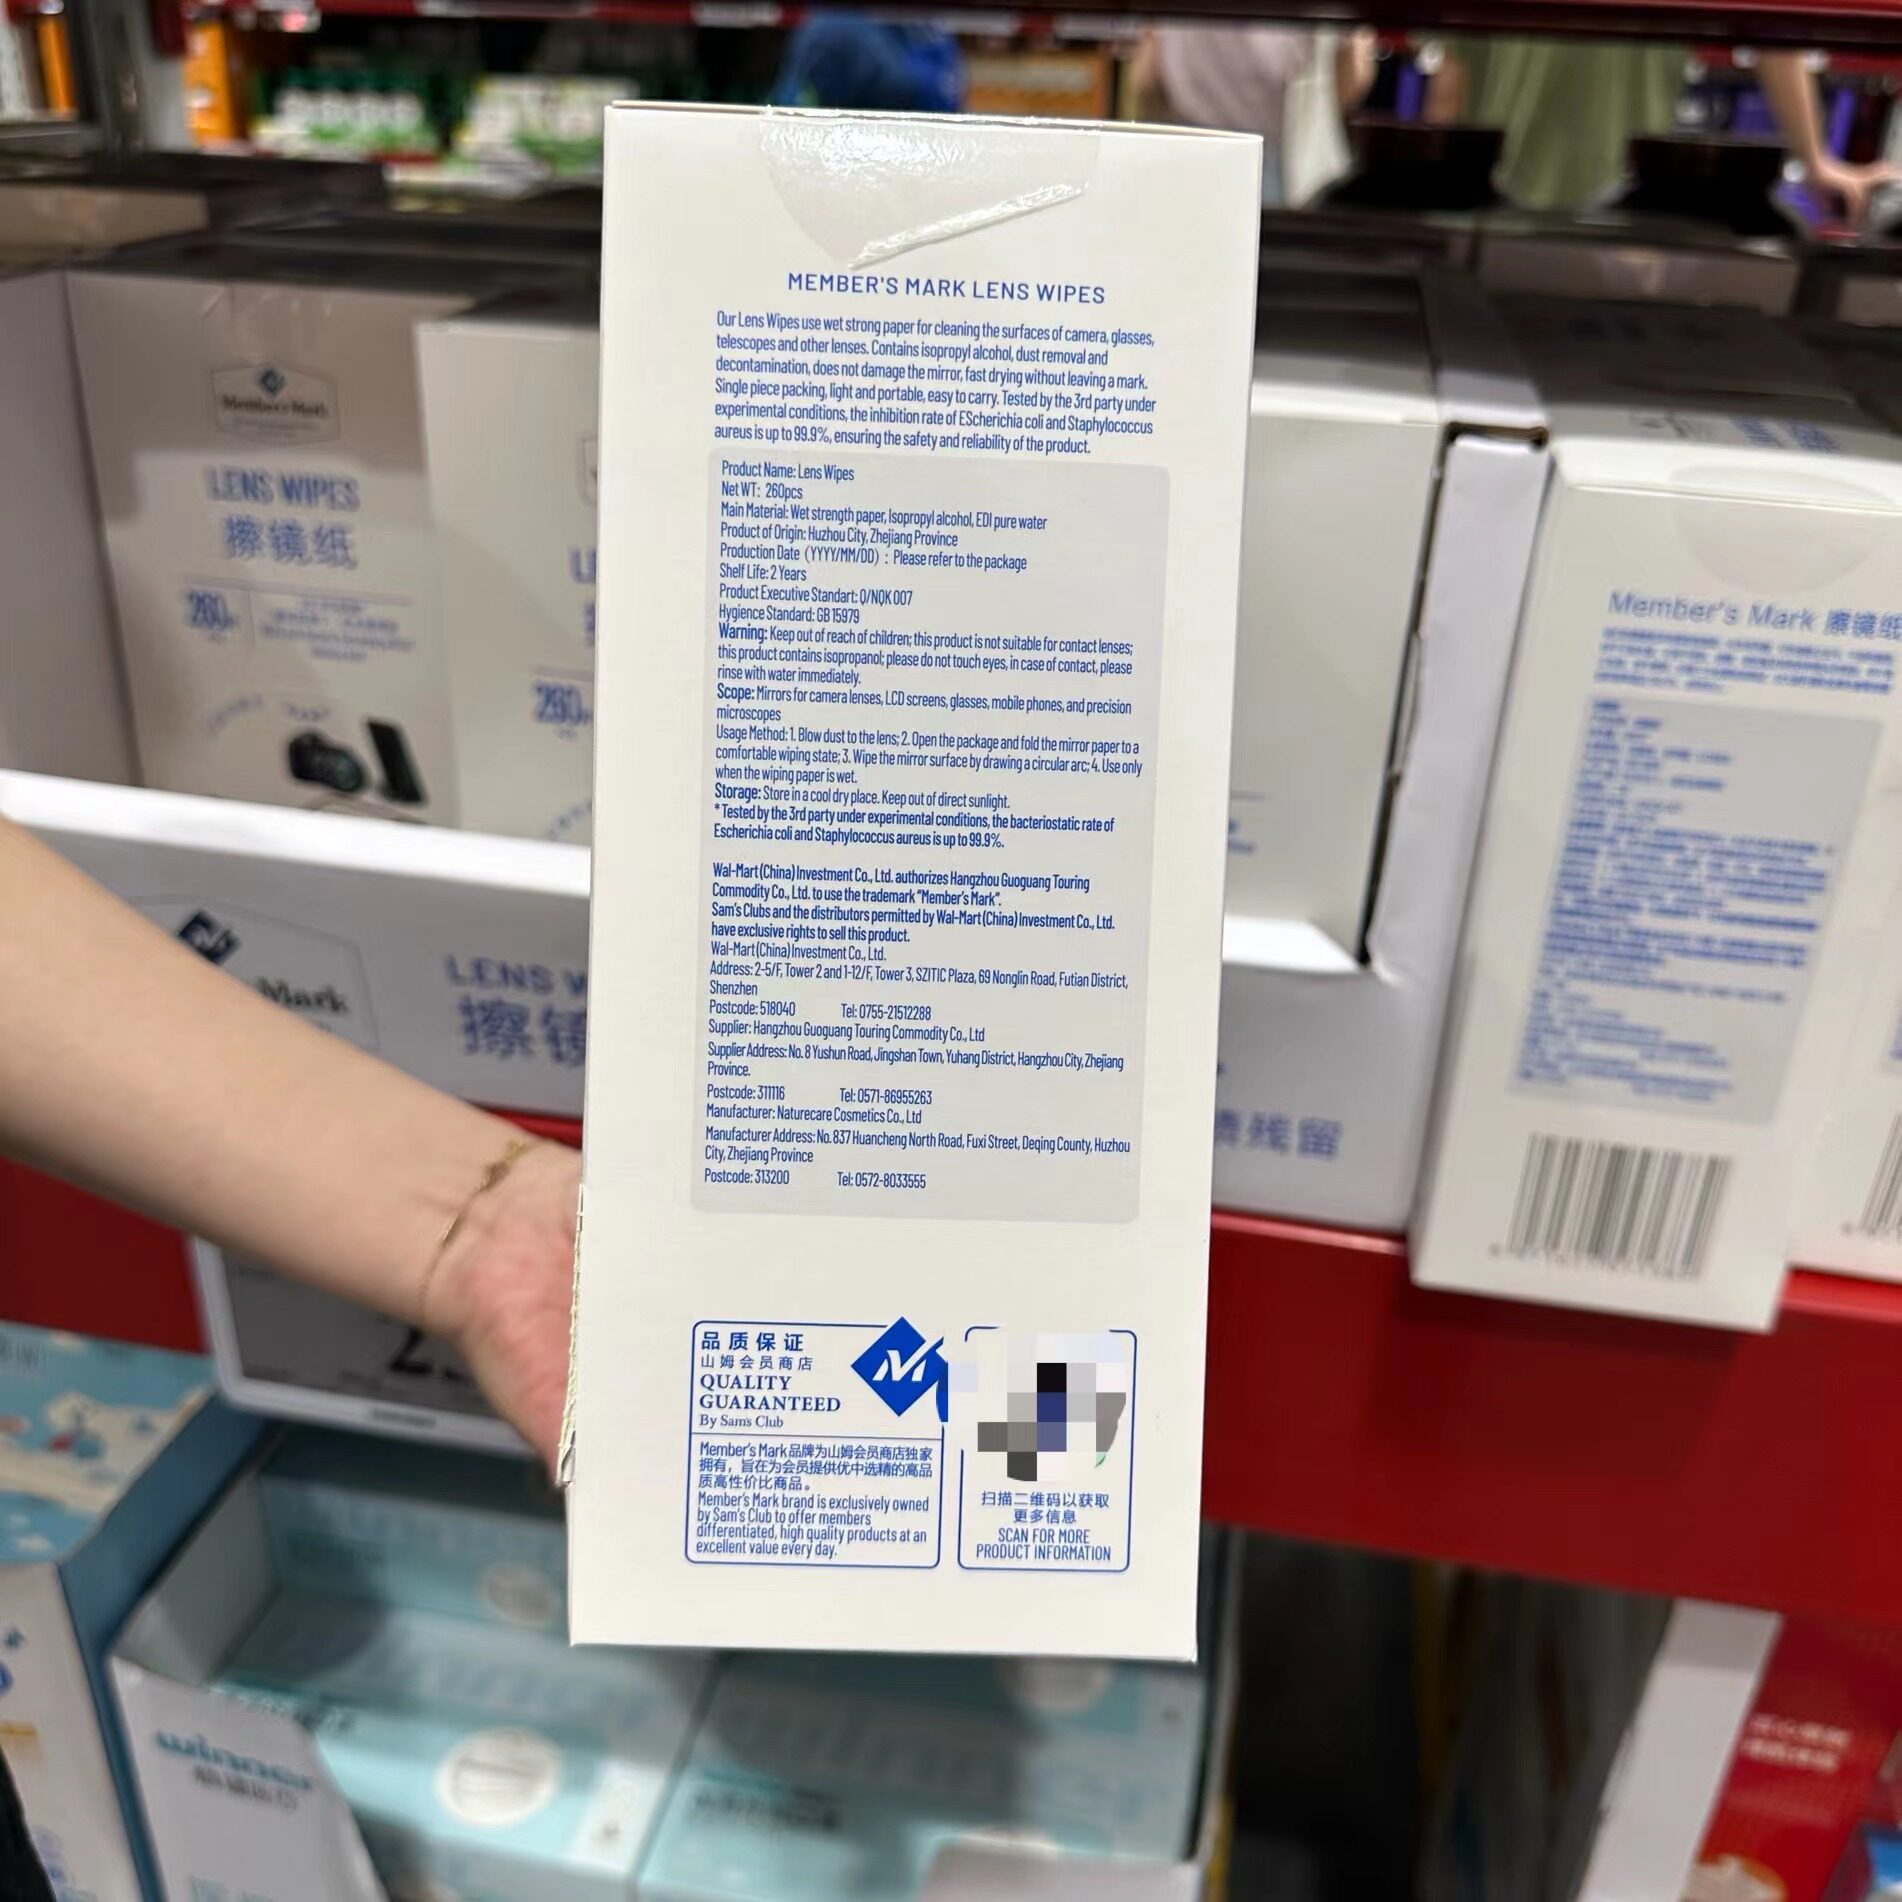 MEMBER'S MARK LENS WIPES
Our Lens Wipes use wet strong paper for cleaning the surfaces of camera, glasses,
telescopes and other lenses. Contains isopropyl alcohol, dust removal and
decontamination, does not damage the mirror, fast drying without leaving a mark.
Single piece packing, light and portable, easy to carry. Tested by the 3rd party under
experimental conditions, the inhibition rate of EScherichia coli and Staphylococcus
aureus is up to 99.9%, ensuring the safety and reliability of the product.
Product Name: Lens Wipes
Net WT: 260pcs
Main Material: Wet strength paper, Isopropyl alcohol, EDI pure water
Product of Origin: Huzhou City, Zhejiang Province
Production Date (YYYY/MM/DD) : Please refer to the package
Shelf Life: 2 Years
Product Executive Standart: Q/NQK 007
Hygience Standard: GB 15979
Warning: Keep out of reach of children; this product is not suitable for contact lenses;
this product contains isopropanol; please do not touch eyes, in case of contact, please
rinse with water immediately.
Scope: Mirrors for camera lenses, LCD screens, glasses, mobile phones, and precision
microscopes
Usage Method: 1. Blow dust to the lens; 2. Open the package and fold the mirror paper to a
comfortable wiping state; 3. Wipe the mirror surface by drawing a circular arc; 4. Use only
when the wiping paper is wet.
Storage: Store in a cool dry place. Keep out of direct sunlight.
*Tested by the 3rd party under experimental conditions, the bacteriostatic rate of
Escherichia coli and Staphylococcus aureus is up to 99.9%.
Wal-Mart (China) Investment Co., Ltd. authorizes Hangzhou Guoguang Touring
Commodity Co., Ltd. to use the trademark "Member's Mark".
Sam's Clubs and the distributors permitted by Wal-Mart (China) Investment Co., Ltd.
have exclusive rights to sell this product.
Wal-Mart (China) Investment Co., Ltd.
Address: 2-5/F, Tower 2 and 1-12/F, Tower 3, SZITIC Plaza, 69 Nonglin Road, Futian District,
Shenzhen
Postcode: 518040 Tel: 0755-21512288
Supplier: Hangzhou Guoguang Touring Commodity Co., Ltd
Supplier Address: No. 8 Yushun Road, Jingshan Town, Yuhang District, Hangzhou City, Zhejiang
Province.
Postcode: 311116 Tel: 0571-86955263
Manufacturer: Naturecare Cosmetics Co., Ltd
Manufacturer Address: No. 837 Huancheng North Road, Fuxi Street, Deqing County, Huzhou
City, Zhejiang Province
Postcode: 313200 Tel: 0572-8033555
品质保证
山姆会员商店
QUALITY
GUARANTEED
By Sam's Club
Member's Mark品牌为山姆会员商店独家
拥有，旨在为会员提供优中选精的高品
质高性价比商品。
Member's Mark brand is exclusively owned
by Sam's Club to offer members
differentiated, high quality products at an
excellent value every day.
扫描二维码以获取
更多信息
SCAN FOR MORE
PRODUCT INFORMATION
Member's Mark
LENS WIPES
擦镜纸
260
260
Mark
LENS W
擦镜
渍残留
Member's Mark 擦镜纸